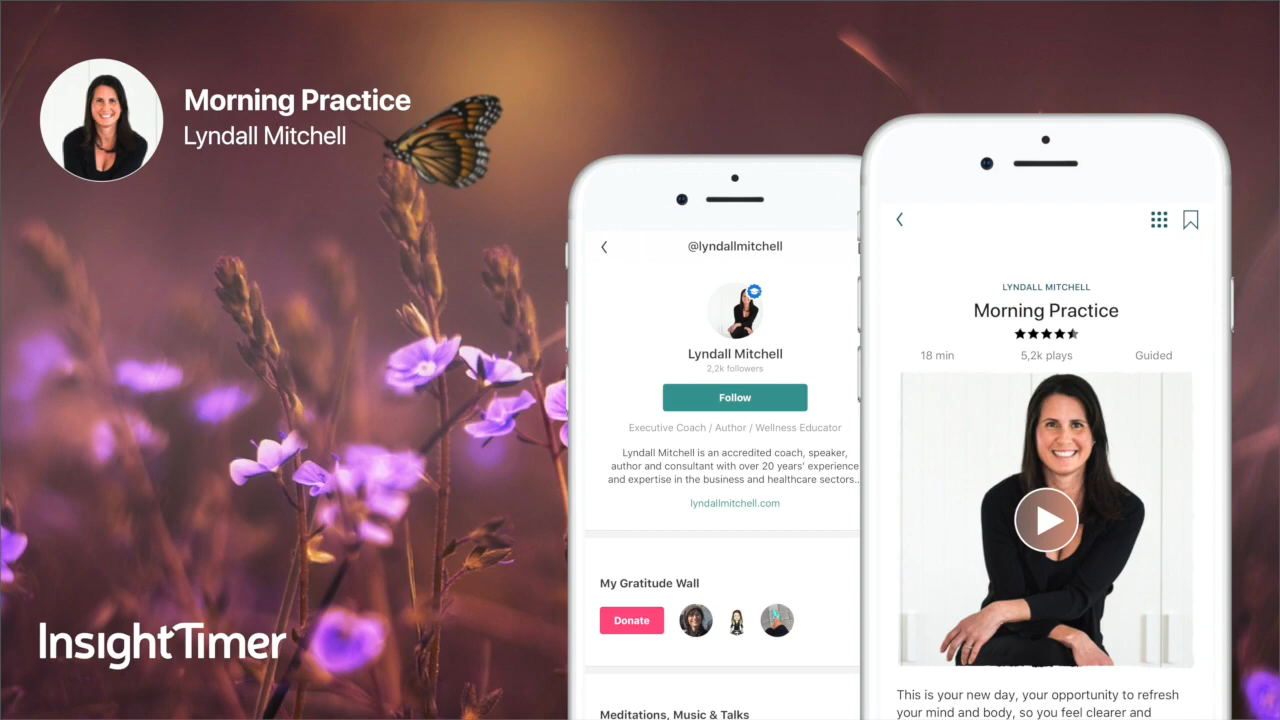 Morning Practice
Lyndall Mitchell
InsightTimer
@lyndallmitchell
Lyndall Mitchell
2,2k followers
Follow
Executive Coach / Author / Wellness Educator
Lyndall Mitchell is an accredited coach, speaker,
author and consultant with over 20 years' experience
and expertise in the business and healthcare sectors..
lyndallmitchell.com
My Gratitude Wall
Donate
Meditations, Music & Talks
LYNDALL MITCHELL
Morning Practice
18 min 5,2k plays Guided
This is your new day, your opportunity to refresh
your mind and body, so you feel clearer and